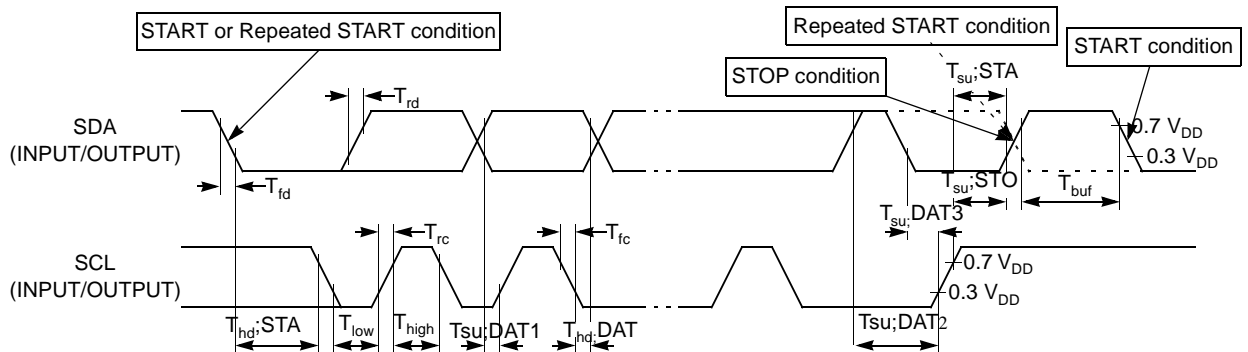 START or Repeated START condition
Repeated START condition
START condition
STOP condition
Tsu;STA
Trd
SDA
(INPUT/OUTPUT)
0.7 VDD
0.3 VDD
Tfd
Tsu;STO
Tbuf
Tsu;DAT3
Trc
Tfc
SCL
(INPUT/OUTPUT)
0.7 VDD
0.3 VDD
Thd;STA
Tlow
Thigh
Tsu;DAT1
Thd;DAT
Tsu;DAT2